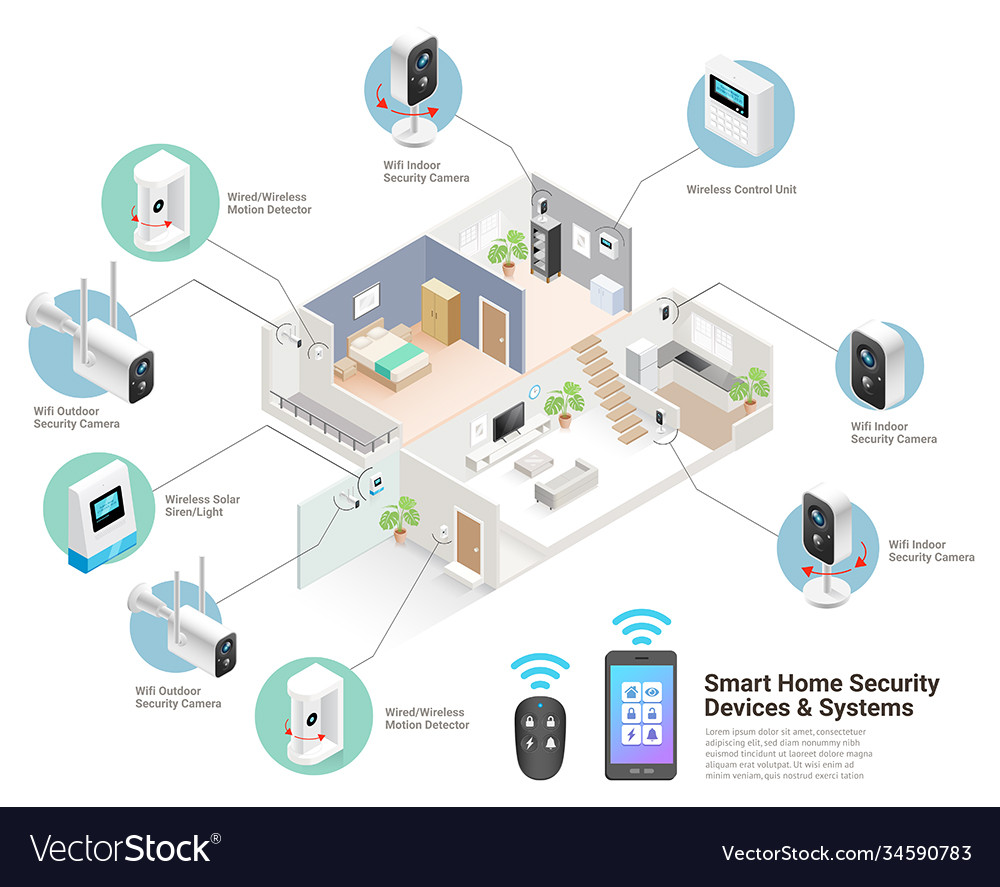 Wifi Indoor
Security Camera
Wireless Control Unit
Wired/Wireless
Motion Detector
Wifi Outdoor
Security Camera
Wifi Indoor
Security Camera
Wireless Solar
Siren/Light
Wifi Indoor
Security Camera
Wifi Outdoor
Security Camera
Wired/Wireless
Motion Detector
Smart Home Security
Devices & Systems
Lorem ipsum dolor sit amet, consectetuer
adipiscing elit, sed diam nonummy nibh
euismod tincidunt ut laoreet dolore magna
aliquam erat volutpat. Ut wisi enim ad
minim veniam, quis nostrud exerci tation
VectorStock®
VectorStock.com/34590783